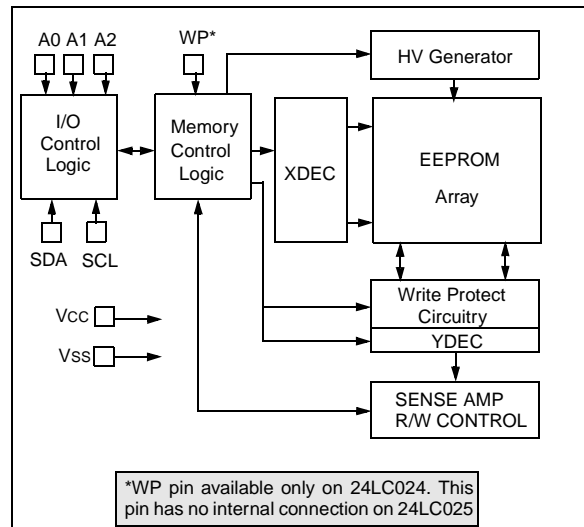 A0 A1 A2
WP*
HV Generator
I/O
Control
Logic
Memory
Control
Logic
XDEC
EEPROM
Array
SDA
SCL
Vcc
Vss
Write Protect
Circuitry
YDEC
SENSE AMP
R/W CONTROL
*WP pin available only on 24LC024. This
pin has no internal connection on 24LC025